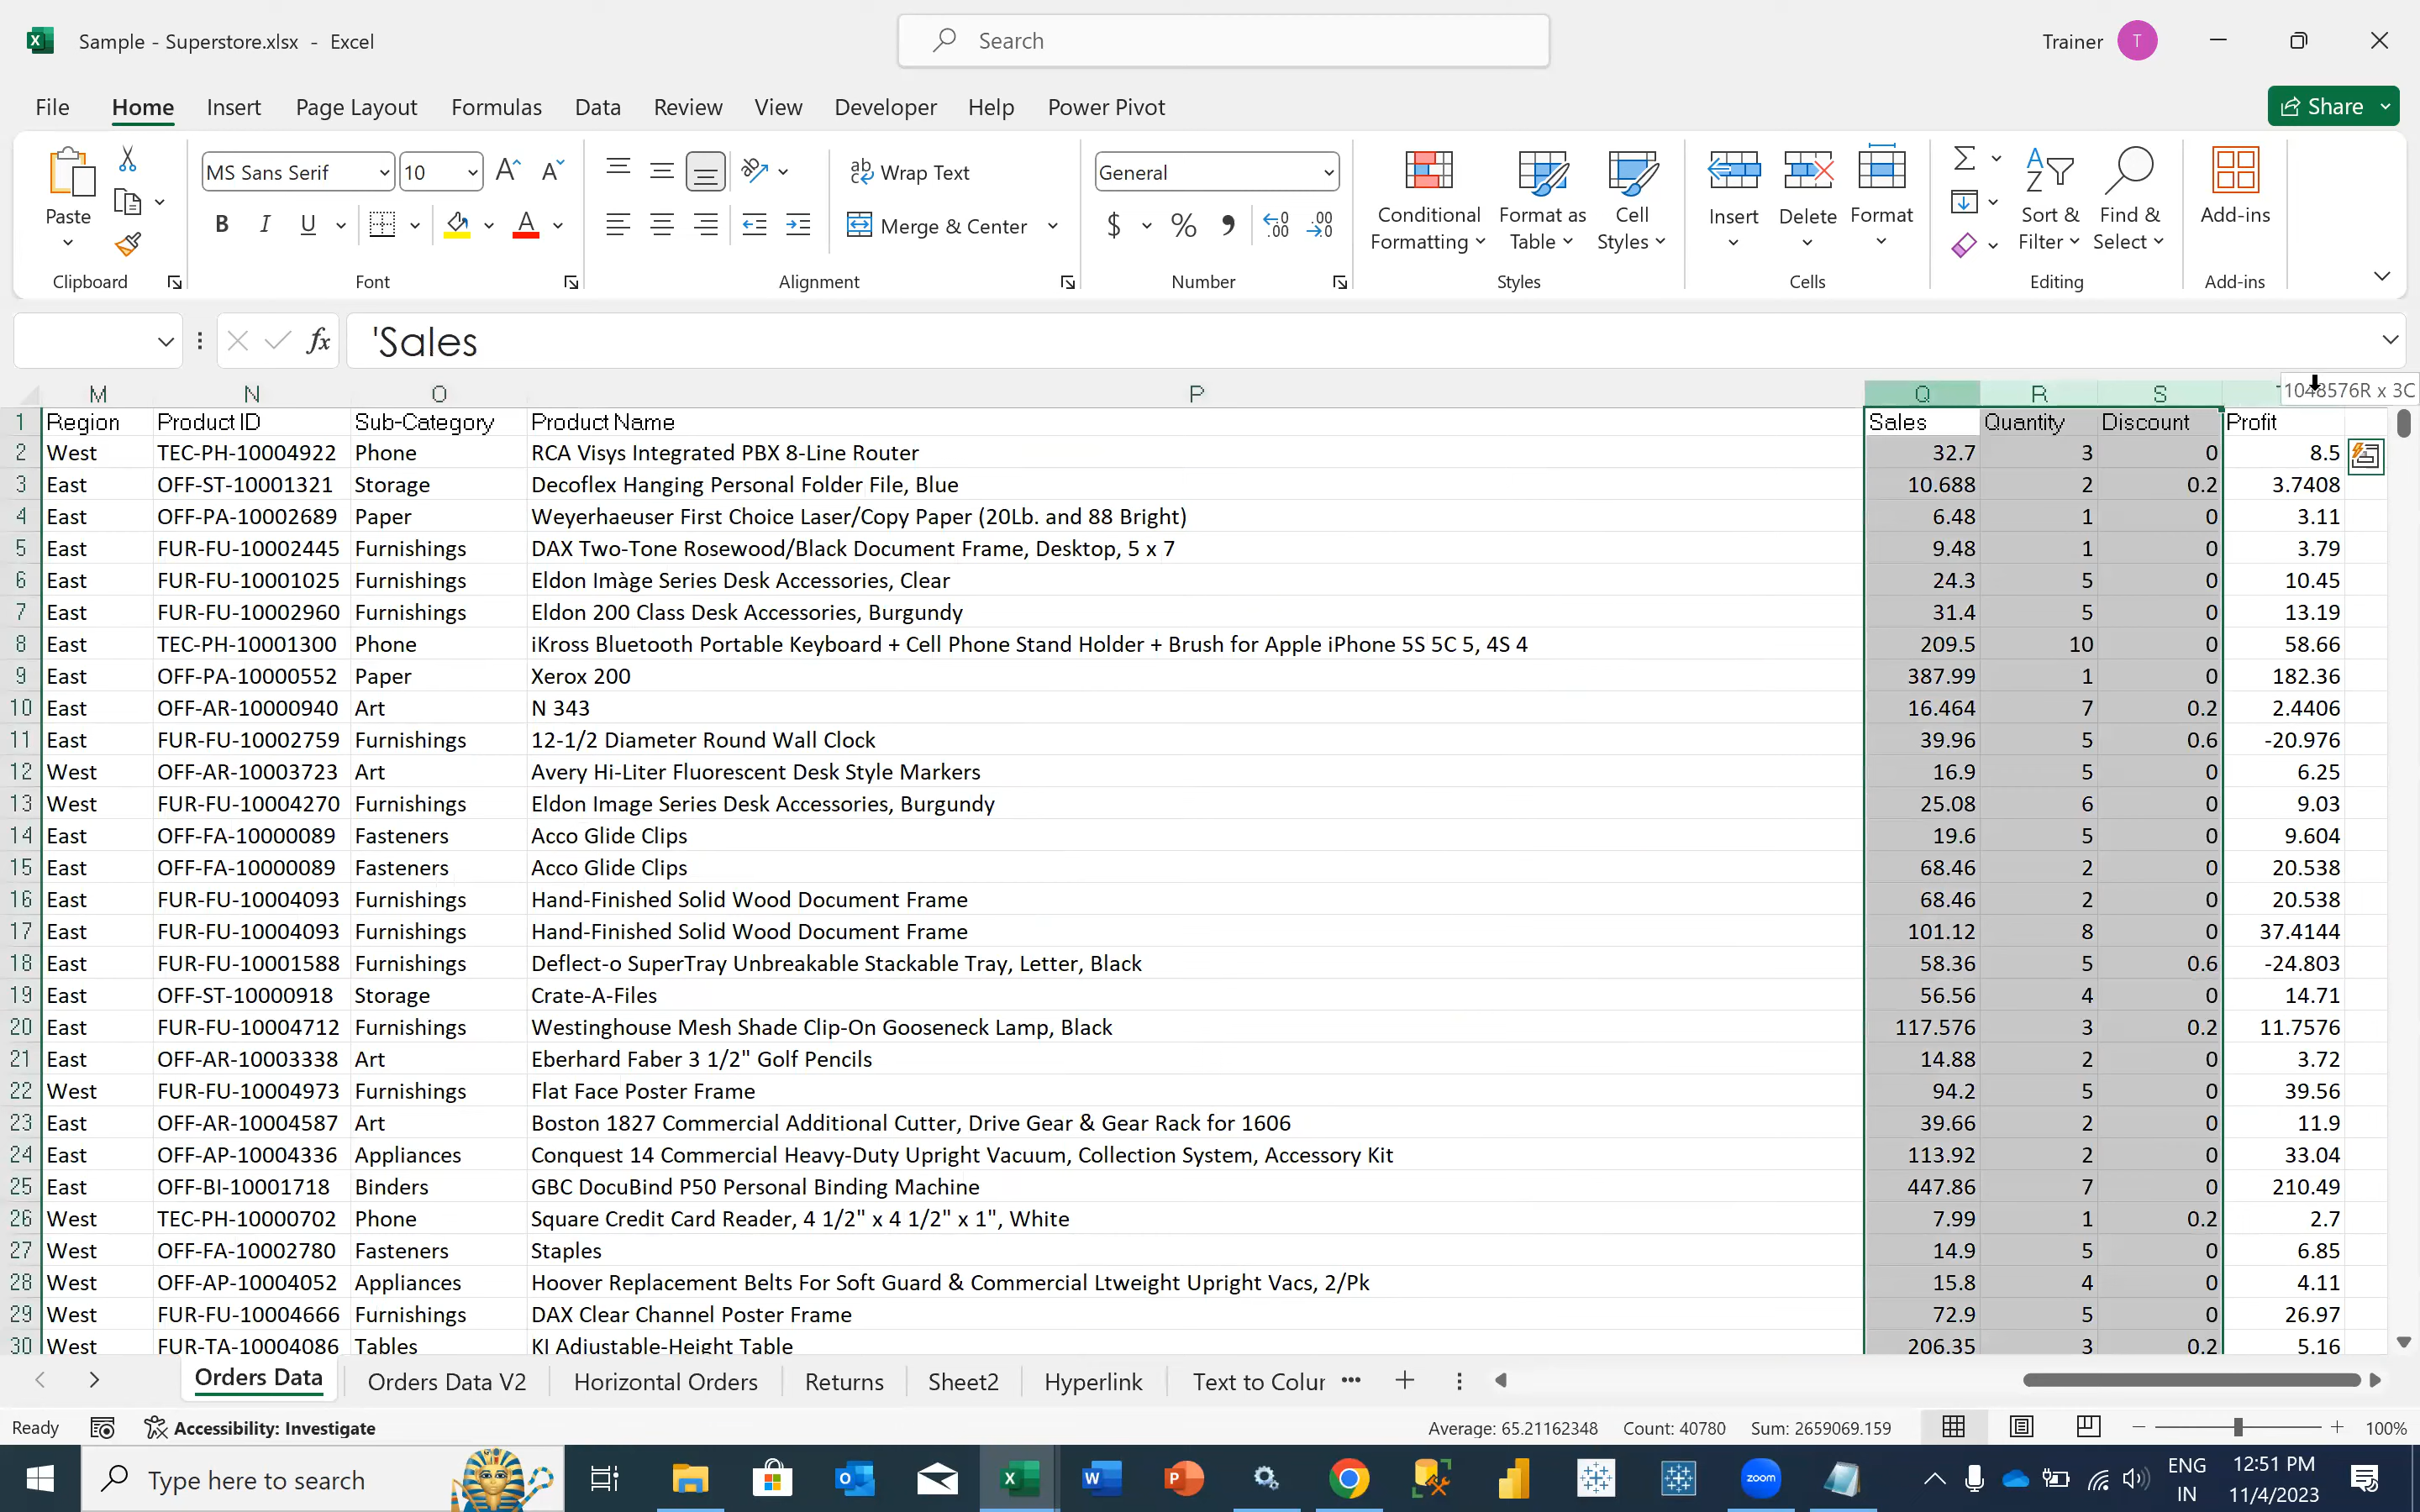 Sample - Superstore.xlsx - Excel
Search
Trainer T
File Home Insert Page Layout Formulas Data Review View Developer Help Power Pivot
Share
Paste
Clipboard
MS Sans Serif 10
B I U A
Font
Wrap Text
Merge & Center
Alignment
General
$ % , .00
Number
Conditional Formatting
Format as Table
Cell Styles
Styles
Insert Delete Format
Cells
Sort & Filter
Find & Select
Editing
Add-ins
Add-ins
fx 'Sales
1048576R x 3C
M N O P Q R S
1 Region Product ID Sub-Category Product Name Sales Quantity Discount Profit
2 West TEC-PH-10004922 Phone RCA Visys Integrated PBX 8-Line Router 32.7 3 0 8.5
3 East OFF-ST-10001321 Storage Decoflex Hanging Personal Folder File, Blue 10.688 2 0.2 3.7408
4 East OFF-PA-10002689 Paper Weyerhaeuser First Choice Laser/Copy Paper (20Lb. and 88 Bright) 6.48 1 0 3.11
5 East FUR-FU-10002445 Furnishings DAX Two-Tone Rosewood/Black Document Frame, Desktop, 5 x 7 9.48 1 0 3.79
6 East FUR-FU-10001025 Furnishings Eldon Imàge Series Desk Accessories, Clear 24.3 5 0 10.45
7 East FUR-FU-10002960 Furnishings Eldon 200 Class Desk Accessories, Burgundy 31.4 5 0 13.19
8 East TEC-PH-10001300 Phone iKross Bluetooth Portable Keyboard + Cell Phone Stand Holder + Brush for Apple iPhone 5S 5C 5, 4S 4 209.5 10 0 58.66
9 East OFF-PA-10000552 Paper Xerox 200 387.99 1 0 182.36
10 East OFF-AR-10000940 Art N 343 16.464 7 0.2 2.4406
11 East FUR-FU-10002759 Furnishings 12-1/2 Diameter Round Wall Clock 39.96 5 0.6 -20.976
12 West OFF-AR-10003723 Art Avery Hi-Liter Fluorescent Desk Style Markers 16.9 5 0 6.25
13 West FUR-FU-10004270 Furnishings Eldon Image Series Desk Accessories, Burgundy 25.08 6 0 9.03
14 East OFF-FA-10000089 Fasteners Acco Glide Clips 19.6 5 0 9.604
15 East OFF-FA-10000089 Fasteners Acco Glide Clips 68.46 2 0 20.538
16 East FUR-FU-10004093 Furnishings Hand-Finished Solid Wood Document Frame 68.46 2 0 20.538
17 East FUR-FU-10004093 Furnishings Hand-Finished Solid Wood Document Frame 101.12 8 0 37.4144
18 East FUR-FU-10001588 Furnishings Deflect-o SuperTray Unbreakable Stackable Tray, Letter, Black 58.36 5 0.6 -24.803
19 East OFF-ST-10000918 Storage Crate-A-Files 56.56 4 0 14.71
20 East FUR-FU-10004712 Furnishings Westinghouse Mesh Shade Clip-On Gooseneck Lamp, Black 117.576 3 0.2 11.7576
21 East OFF-AR-10003338 Art Eberhard Faber 3 1/2" Golf Pencils 14.88 2 0 3.72
22 West FUR-FU-10004973 Furnishings Flat Face Poster Frame 94.2 5 0 39.56
23 East OFF-AR-10004587 Art Boston 1827 Commercial Additional Cutter, Drive Gear & Gear Rack for 1606 39.66 2 0 11.9
24 East OFF-AP-10004336 Appliances Conquest 14 Commercial Heavy-Duty Upright Vacuum, Collection System, Accessory Kit 113.92 2 0 33.04
25 East OFF-BI-10001718 Binders GBC DocuBind P50 Personal Binding Machine 447.86 7 0 210.49
26 West TEC-PH-10000702 Phone Square Credit Card Reader, 4 1/2" x 4 1/2" x 1", White 7.99 1 0.2 2.7
27 West OFF-FA-10002780 Fasteners Staples 14.9 5 0 6.85
28 West OFF-AP-10004052 Appliances Hoover Replacement Belts For Soft Guard & Commercial Ltweight Upright Vacs, 2/Pk 15.8 4 0 4.11
29 West FUR-FU-10004666 Furnishings DAX Clear Channel Poster Frame 72.9 5 0 26.97
30 West FUR-TA-10004086 Tables KI Adjustable-Height Table 206.35 3 0.2 5.16
Orders Data Orders Data V2 Horizontal Orders Returns Sheet2 Hyperlink Text to Colur ...
Ready Accessibility: Investigate Average: 65.21162348 Count: 40780 Sum: 2659069.159 100%
Type here to search
zoom
ENG IN
12:51 PM
11/4/2023